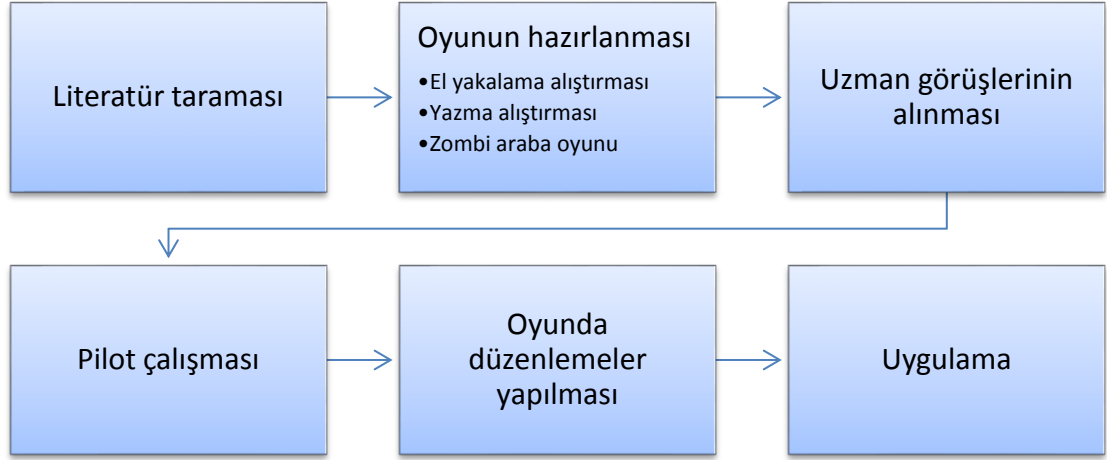 Literatür taraması
Oyunun hazırlanması
•El yakalama alıştırması
•Yazma alıştırması
•Zombi araba oyunu
Uzman görüşlerinin
alınması
Pilot çalışması
Oyunda
düzenlemeler
yapılması
Uygulama